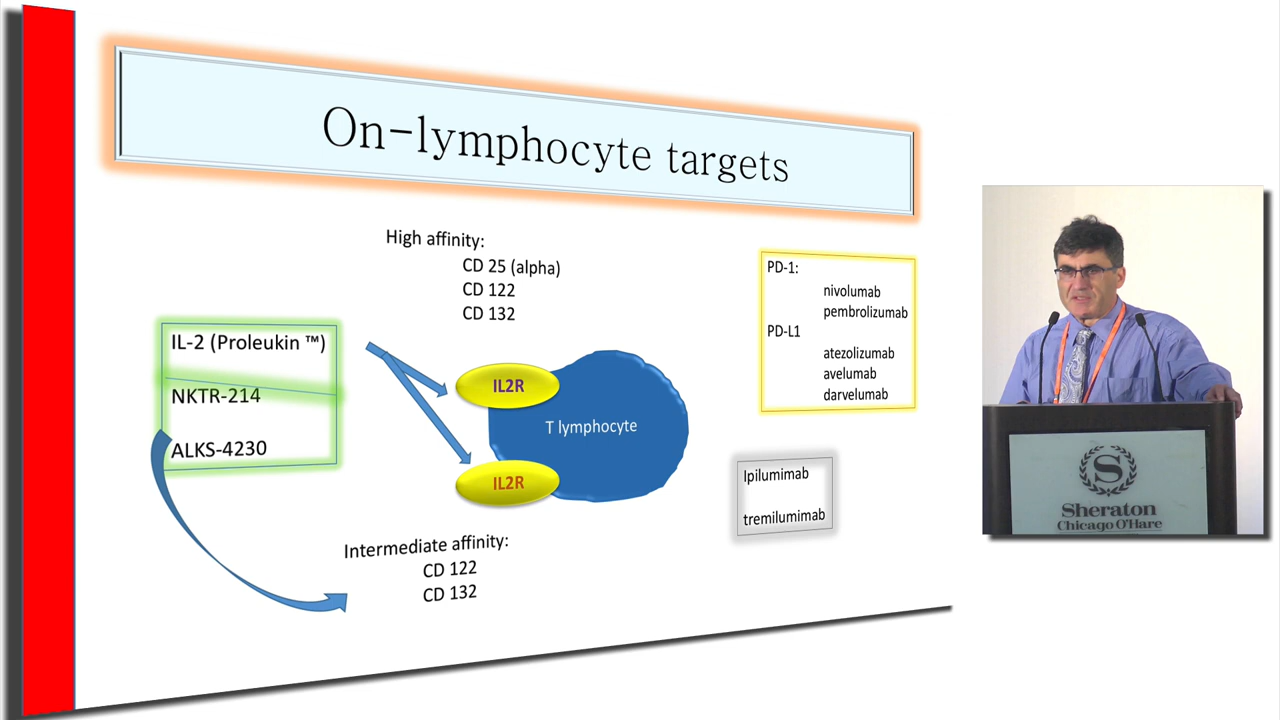 On-lymphocyte targets
High affinity:
CD 25 (alpha)
CD 122
CD 132
IL-2 (Proleukin ™)
NKTR-214
ALKS-4230
IL2R
T lymphocyte
IL2R
Intermediate affinity:
CD 122
CD 132
PD-1:
nivolumab
pembrolizumab
PD-L1
atezolizumab
avelumab
darvelumab
Ipilumimab
tremilumimab
S
Sheraton
Chicago O'Hare